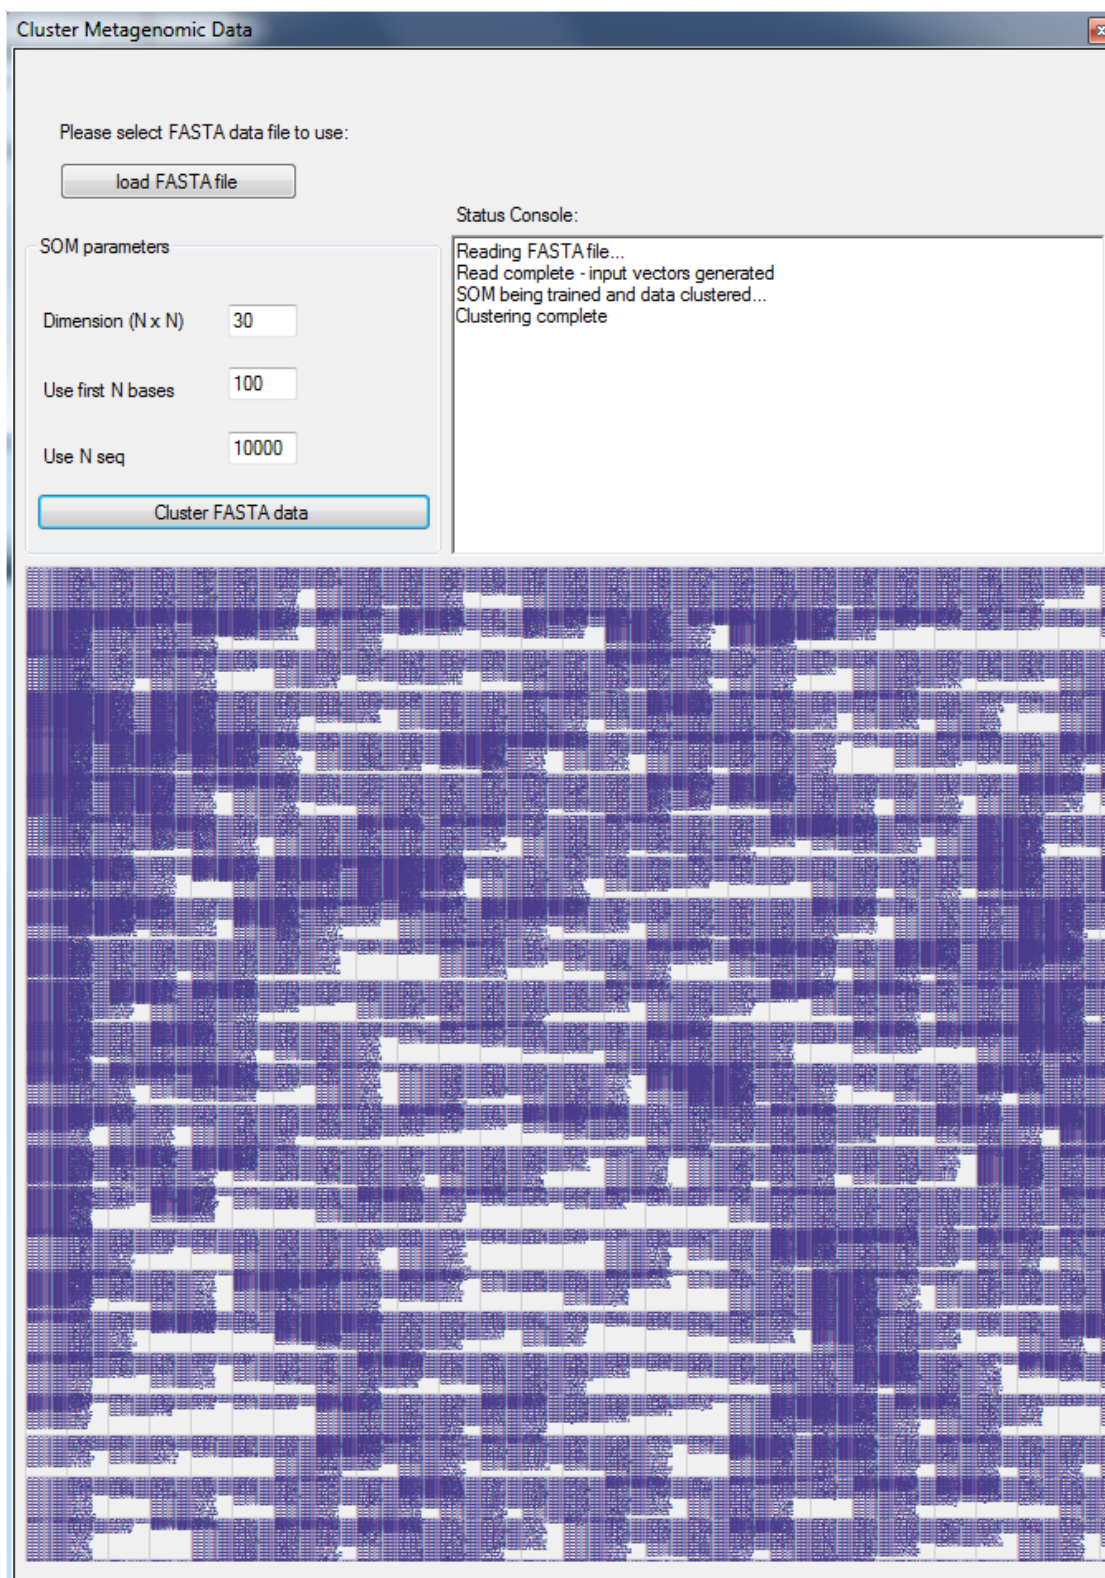 Cluster Metagenomic Data
Please select FASTA data file to use:
load FASTA file
Status Console:
SOM parameters
Reading FASTA file...
Read complete - input vectors generated
SOM being trained and data clustered...
Clustering complete
Dimension (N x N) 30
Use first N bases 100
Use N seq 10000
Cluster FASTA data